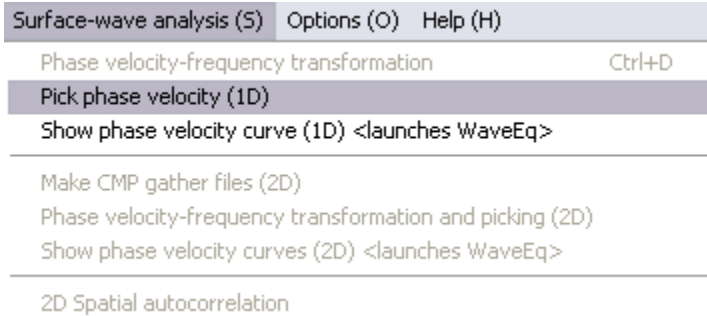 Surface-wave analysis (S) Options (O) Help (H)
Phase velocity-frequency transformation Ctrl+D
Pick phase velocity (1D)
Show phase velocity curve (1D) <launches WaveEq>
Make CMP gather files (2D)
Phase velocity-frequency transformation and picking (2D)
Show phase velocity curves (2D) <launches WaveEq>
2D Spatial autocorrelation